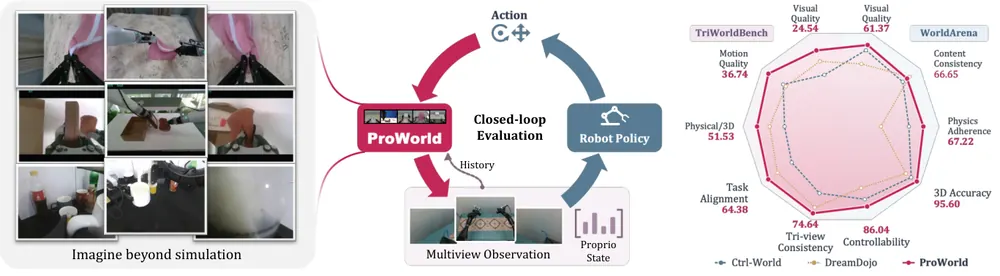 Imagine beyond simulation
Action
ProWorld
Closed-loop
Evaluation
Robot Policy
History
Multiview Observation
Proprio
State
TriWorldBench
WorldArena
Visual
Quality
24.54
Visual
Quality
61.37
Motion
Quality
36.74
Content
Consistency
66.65
Physical/3D
51.53
Physics
Adherence
67.22
Task
Alignment
64.38
3D Accuracy
95.60
74.64
Tri-view
Consistency
86.04
Controllability
Ctrl-World
DreamDojo
ProWorld